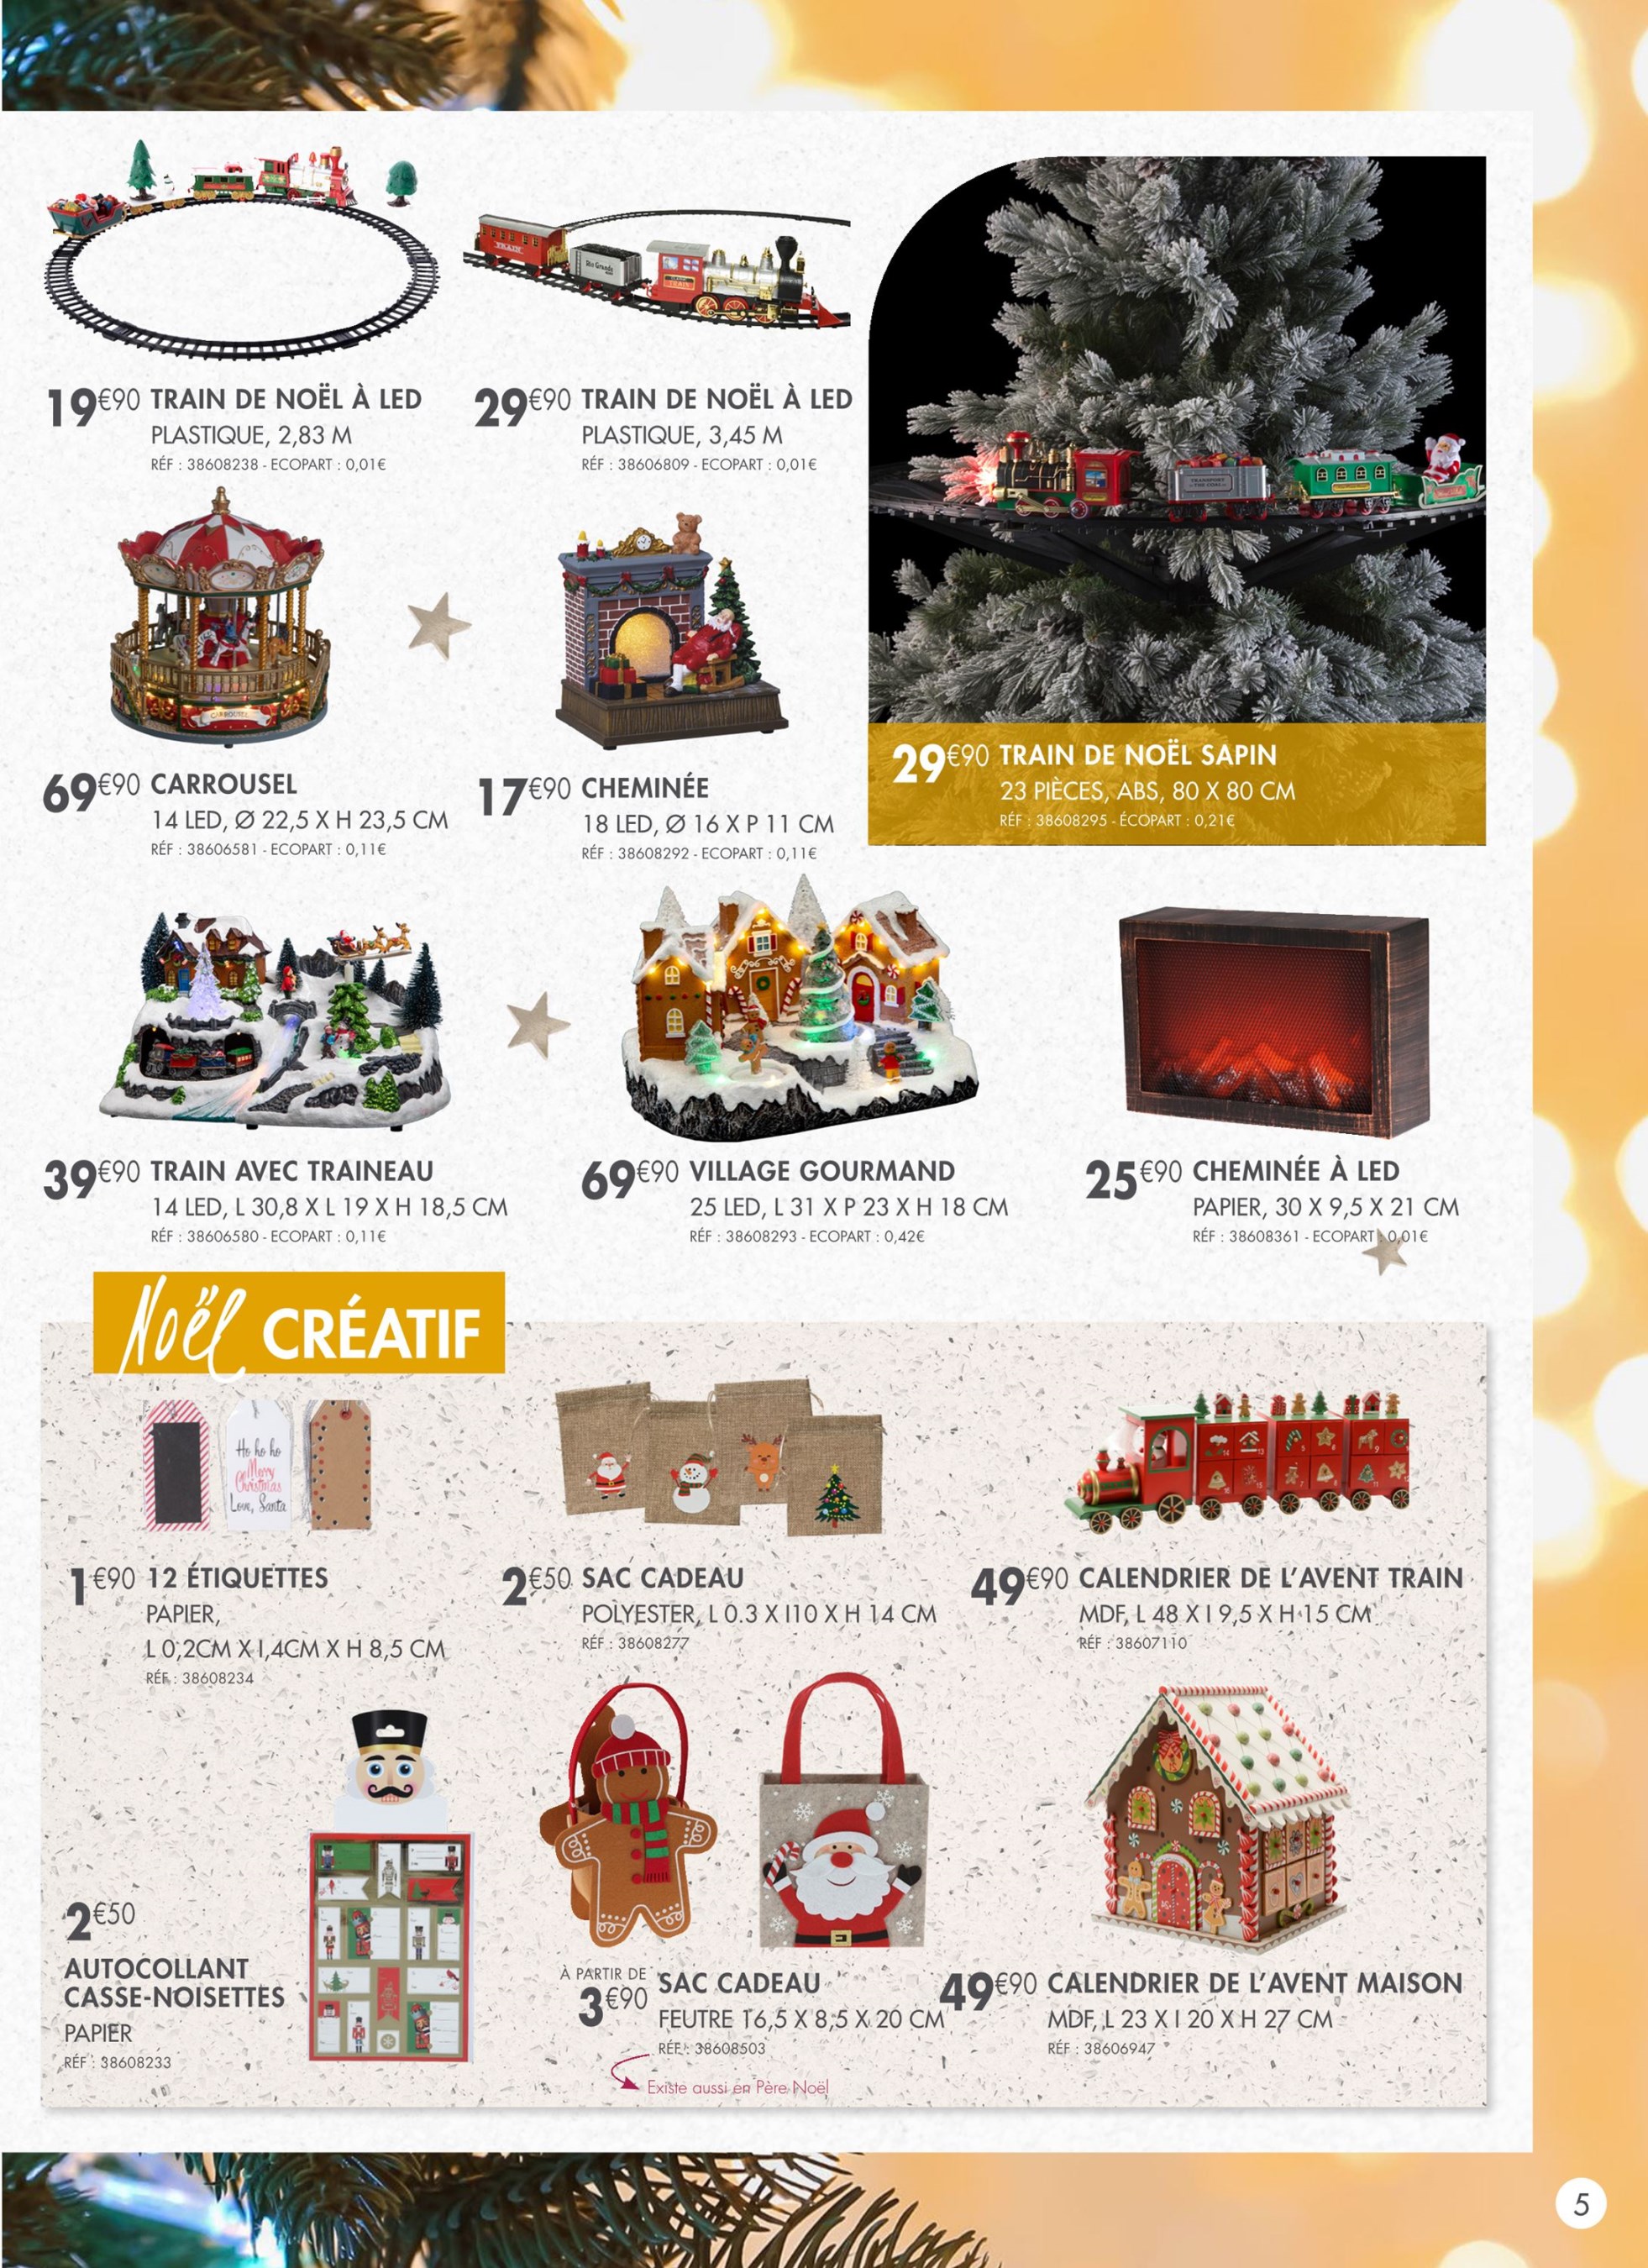 19€90 TRAIN DE NOËL À LED
PLASTIQUE, 2,83 M
RÉF : 38608238 - ECOPART : 0,01€
TRAIN
Rio Grande
TRAIN
29€90 TRAIN DE NOËL À LED
PLASTIQUE, 3,45 M
RÉF : 38606809 - ECOPART : 0,01€
TRANSPORT
THE COAL
29€90 TRAIN DE NOËL SAPIN
23 PIÈCES, ABS, 80 X 80 CM
RÉF : 38608295 - ÉCOPART : 0,21€
CARROUSEL
69€90 CARROUSEL
14 LED, Ø 22,5 X H 23,5 CM
RÉF : 38606581 - ECOPART : 0,11€
17€90 CHEMINÉE
18 LED, Ø 16 X P 11 CM
RÉF : 38608292 - ECOPART : 0,11€
39€90 TRAIN AVEC TRAINEAU
14 LED, L 30,8 X L 19 X H 18,5 CM
RÉF : 38606580 - ECOPART : 0,11€
69€90 VILLAGE GOURMAND
25 LED, L 31 X P 23 X H 18 CM
RÉF : 38608293 - ECOPART : 0,42€
25€90 CHEMINÉE À LED
PAPIER, 30 X 9,5 X 21 CM
RÉF : 38608361 - ECOPART : 0,01€
Noël CRÉATIF
Ho ho ho
Merry
Christmas
Love, Santa
1€90 12 ÉTIQUETTES
PAPIER,
L 0,2CM X I,4CM X H 8,5 CM
RÉF : 38608234
2€50 SAC CADEAU
POLYESTER, L 0.3 X I10 X H 14 CM
RÉF : 38608277
49€90 CALENDRIER DE L'AVENT TRAIN
MDF, L 48 X I 9,5 X H 15 CM
RÉF : 38607110
2€50
AUTOCOLLANT
CASSE-NOISETTES
PAPIER
RÉF : 38608233
À PARTIR DE
3€90 SAC CADEAU
FEUTRE 16,5 X 8,5 X 20 CM
RÉF : 38608503
Existe aussi en Père Noël
49€90 CALENDRIER DE L'AVENT MAISON
MDF, L 23 X I 20 X H 27 CM
RÉF : 38606947
5